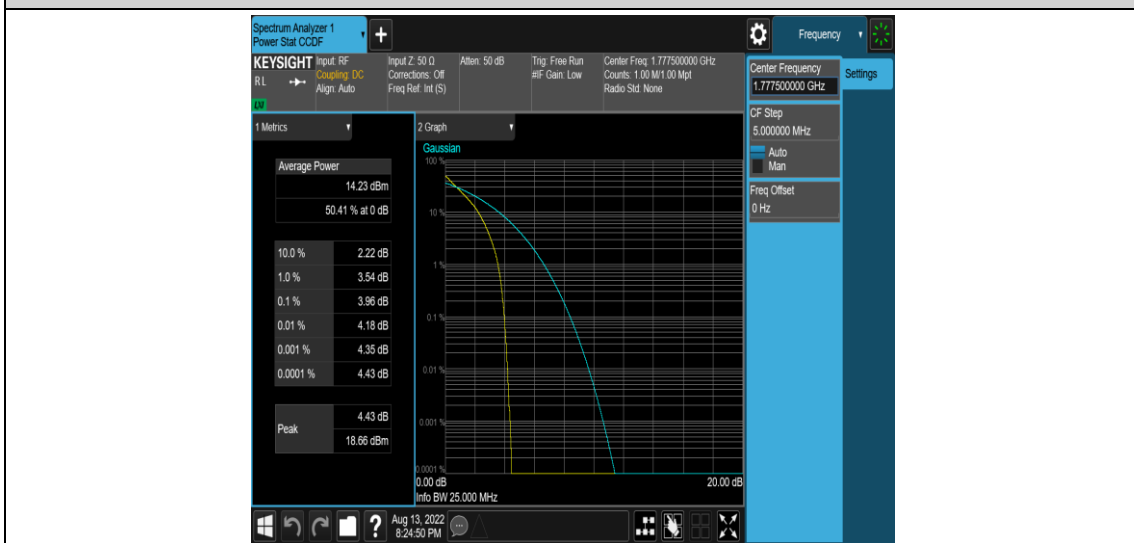 Spectrum Analyzer 1
Power Stat CCDF
+
Frequency
KEYSIGHT
RL
LXI
Input: RF
Coupling: DC
Align: Auto
Input Z: 50 Ω
Corrections: Off
Freq Ref: Int (S)
Atten: 50 dB
Trig: Free Run
#IF Gain: Low
Center Freq: 1.777500000 GHz
Counts: 1.00 M/1.00 Mpt
Radio Std: None
Center Frequency
1.777500000 GHz
Settings
CF Step
5.000000 MHz
Auto
Man
Freq Offset
0 Hz
1 Metrics
Average Power
14.23 dBm
50.41 % at 0 dB
10.0 % 2.22 dB
1.0 % 3.54 dB
0.1 % 3.96 dB
0.01 % 4.18 dB
0.001 % 4.35 dB
0.0001 % 4.43 dB
Peak
4.43 dB
18.66 dBm
2 Graph
Gaussian
100 %
10 %
1 %
0.1 %
0.01 %
0.001 %
0.0001 %
0.00 dB 20.00 dB
Info BW 25.000 MHz
?
Aug 13, 2022
8:24:50 PM